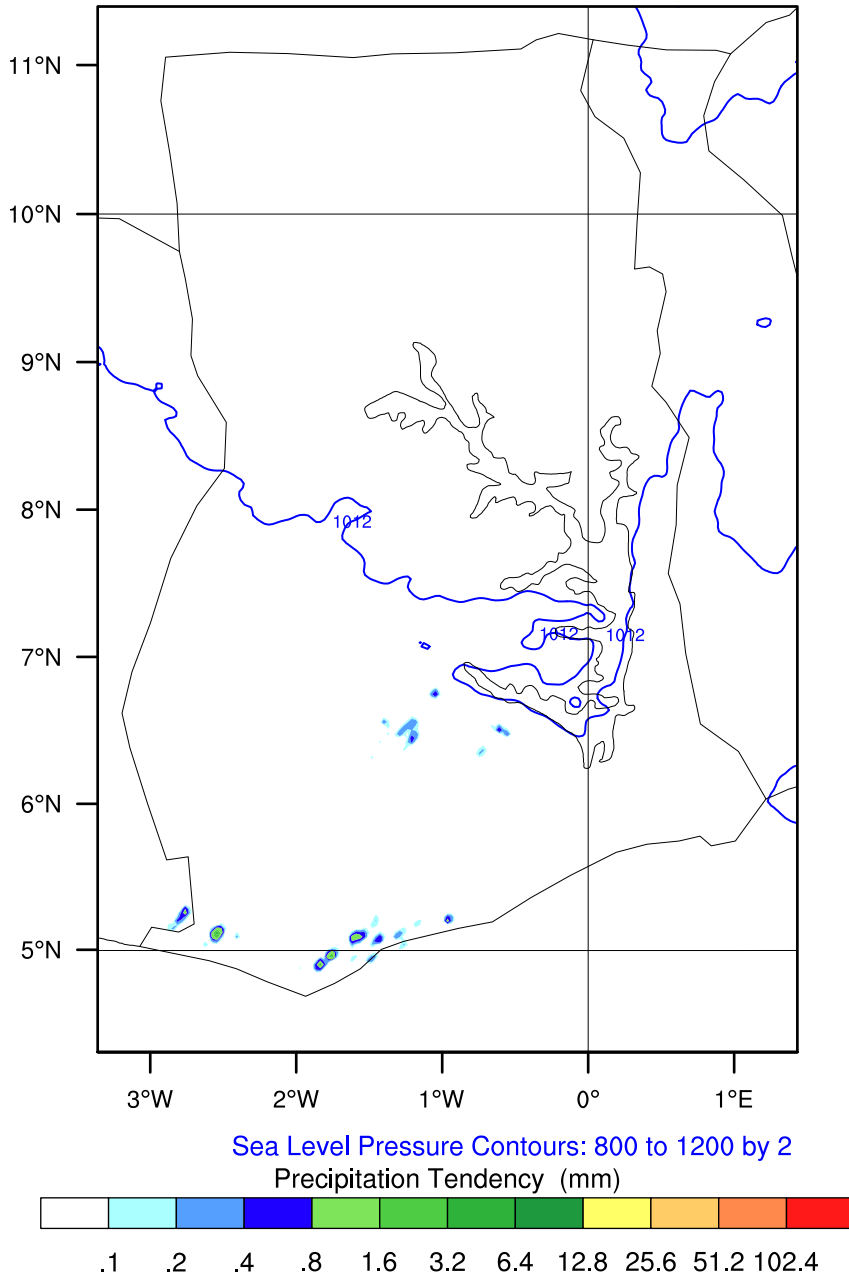 11°N
10°N
9°N
8°N
7°N
6°N
5°N
1012
1012
1012
3°W 2°W 1°W 0° 1°E
Sea Level Pressure Contours: 800 to 1200 by 2
Precipitation Tendency (mm)
.1 .2 .4 .8 1.6 3.2 6.4 12.8 25.6 51.2 102.4